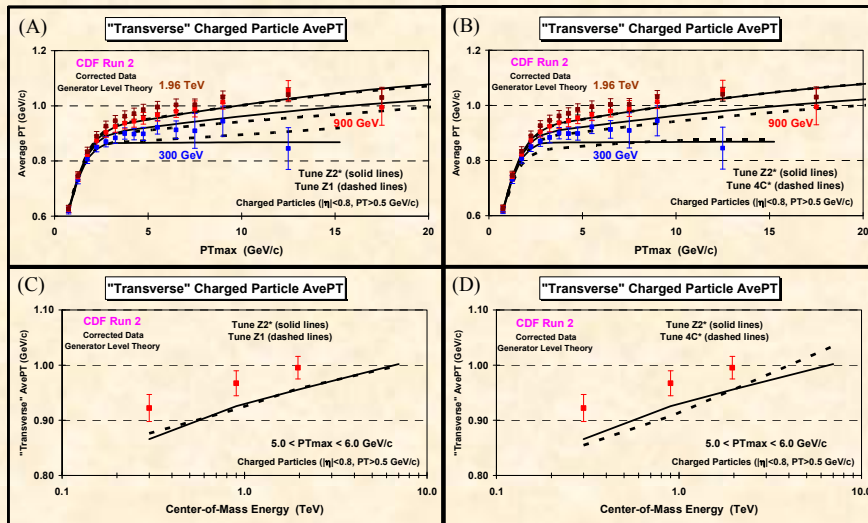 (A)
"Transverse" Charged Particle AvePT
1.2
1.0
0.8
0.6
Average PT (GeV/c)
CDF Run 2
Corrected Data
Generator Level Theory
1.96 TeV
900 GeV
300 GeV
Tune Z2* (solid lines)
Tune Z1 (dashed lines)
Charged Particles (|η|<0.8, PT>0.5 GeV/c)
0 5 10 15 20
PTmax (GeV/c)
(B)
"Transverse" Charged Particle AvePT
1.2
1.0
0.8
0.6
Average PT (GeV/c)
CDF Run 2
Corrected Data
Generator Level Theory
1.96 TeV
900 GeV
300 GeV
Tune Z2* (solid lines)
Tune 4C* (dashed lines)
Charged Particles (|η|<0.8, PT>0.5 GeV/c)
0 5 10 15 20
PTmax (GeV/c)
(C)
"Transverse" Charged Particle AvePT
1.10
1.00
0.90
0.80
"Transverse" AvePT (GeV/c)
CDF Run 2
Corrected Data
Generator Level Theory
Tune Z2* (solid lines)
Tune Z1 (dashed lines)
5.0 < PTmax < 6.0 GeV/c
Charged Particles (|η|<0.8, PT>0.5 GeV/c)
0.1 1.0 10.0
Center-of-Mass Energy (TeV)
(D)
"Transverse" Charged Particle AvePT
1.10
1.00
0.90
0.80
"Transverse" AvePT (GeV/c)
CDF Run 2
Corrected Data
Generator Level Theory
Tune Z2* (solid lines)
Tune 4C* (dashed lines)
5.0 < PTmax < 6.0 GeV/c
Charged Particles (|η|<0.8, PT>0.5 GeV/c)
0.1 1.0 10.0
Center-of-Mass Energy (TeV)